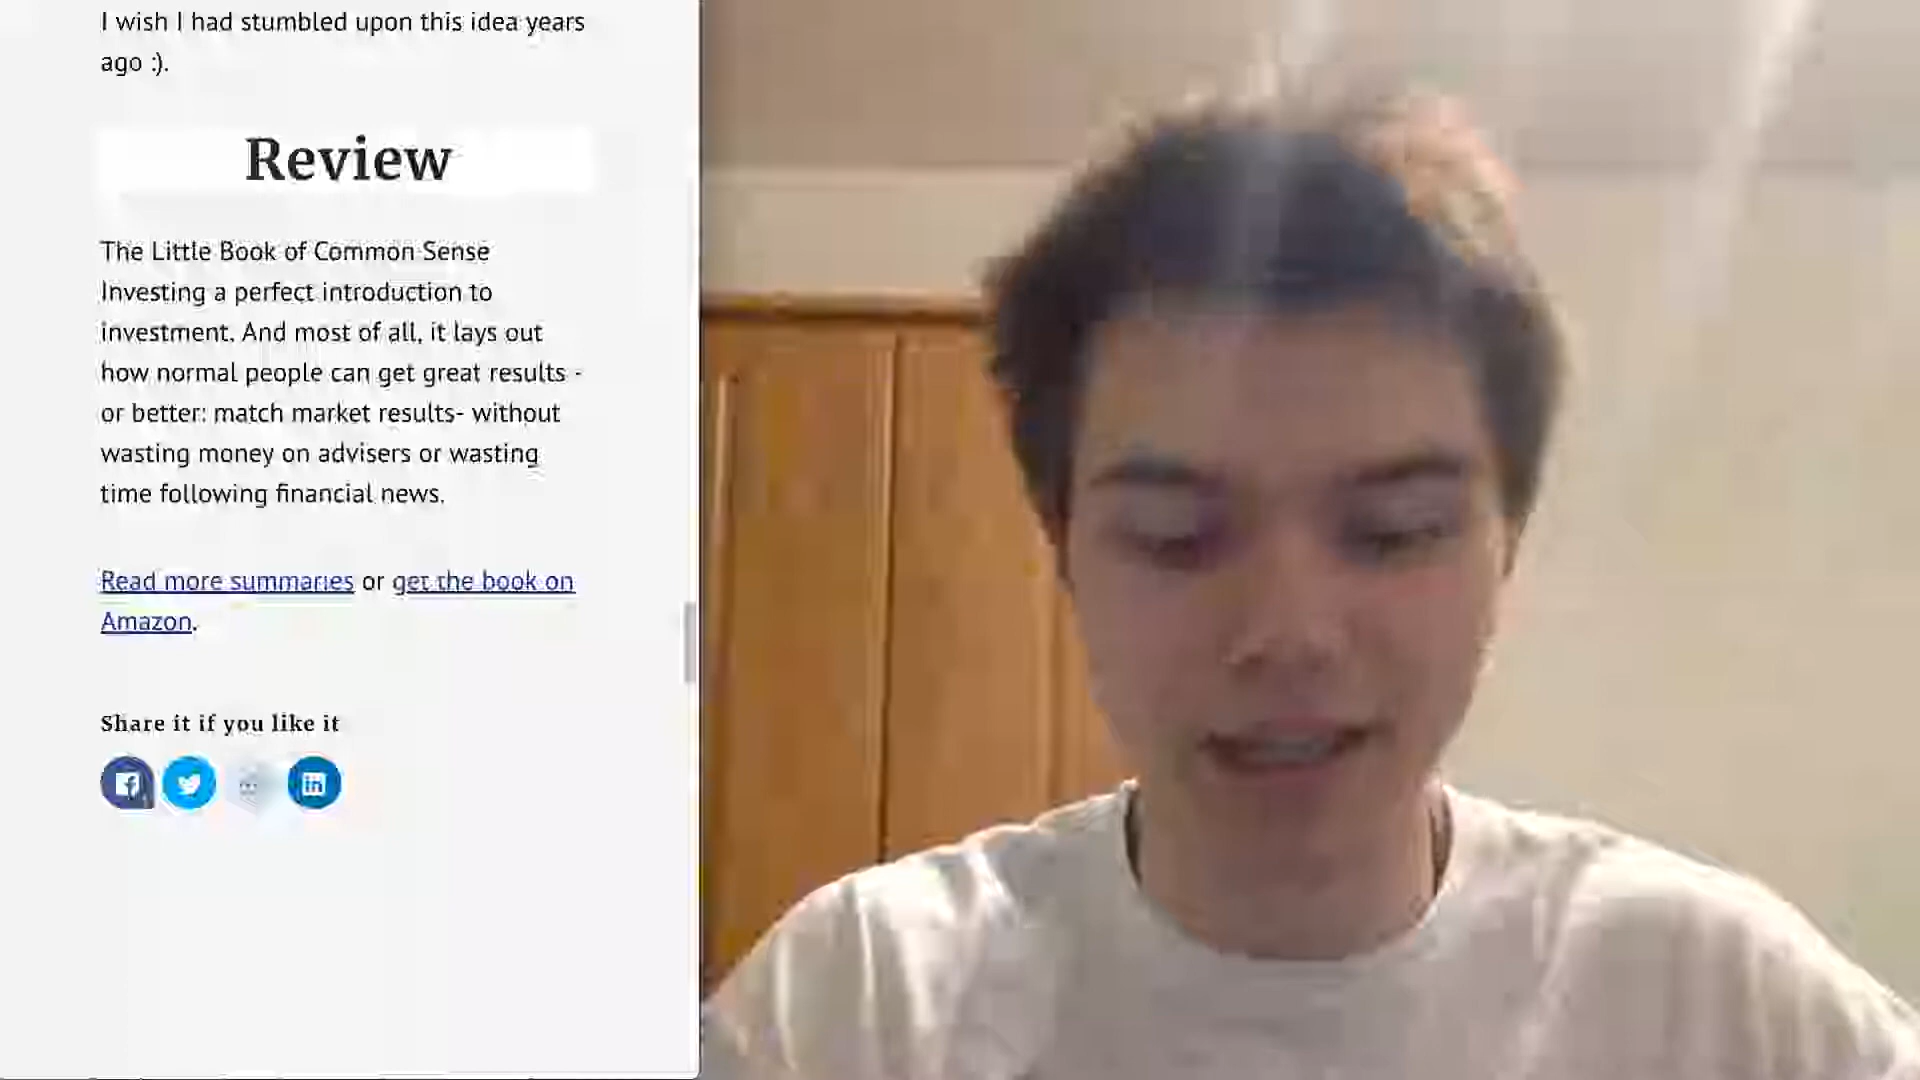 I wish I had stumbled upon this idea years
ago :).
Review
The Little Book of Common Sense
Investing a perfect introduction to
investment. And most of all, it lays out
how normal people can get great results -
or better: match market results- without
wasting money on advisers or wasting
time following financial news.
Read more summaries or get the book on
Amazon.
Share it if you like it
in